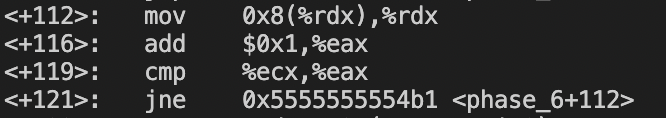 <+112>: mov 0x8(%rdx),%rdx
<+116>: add $0x1,%eax
<+119>: cmp %ecx,%eax
<+121>: jne 0x5555555554b1 <phase_6+112>